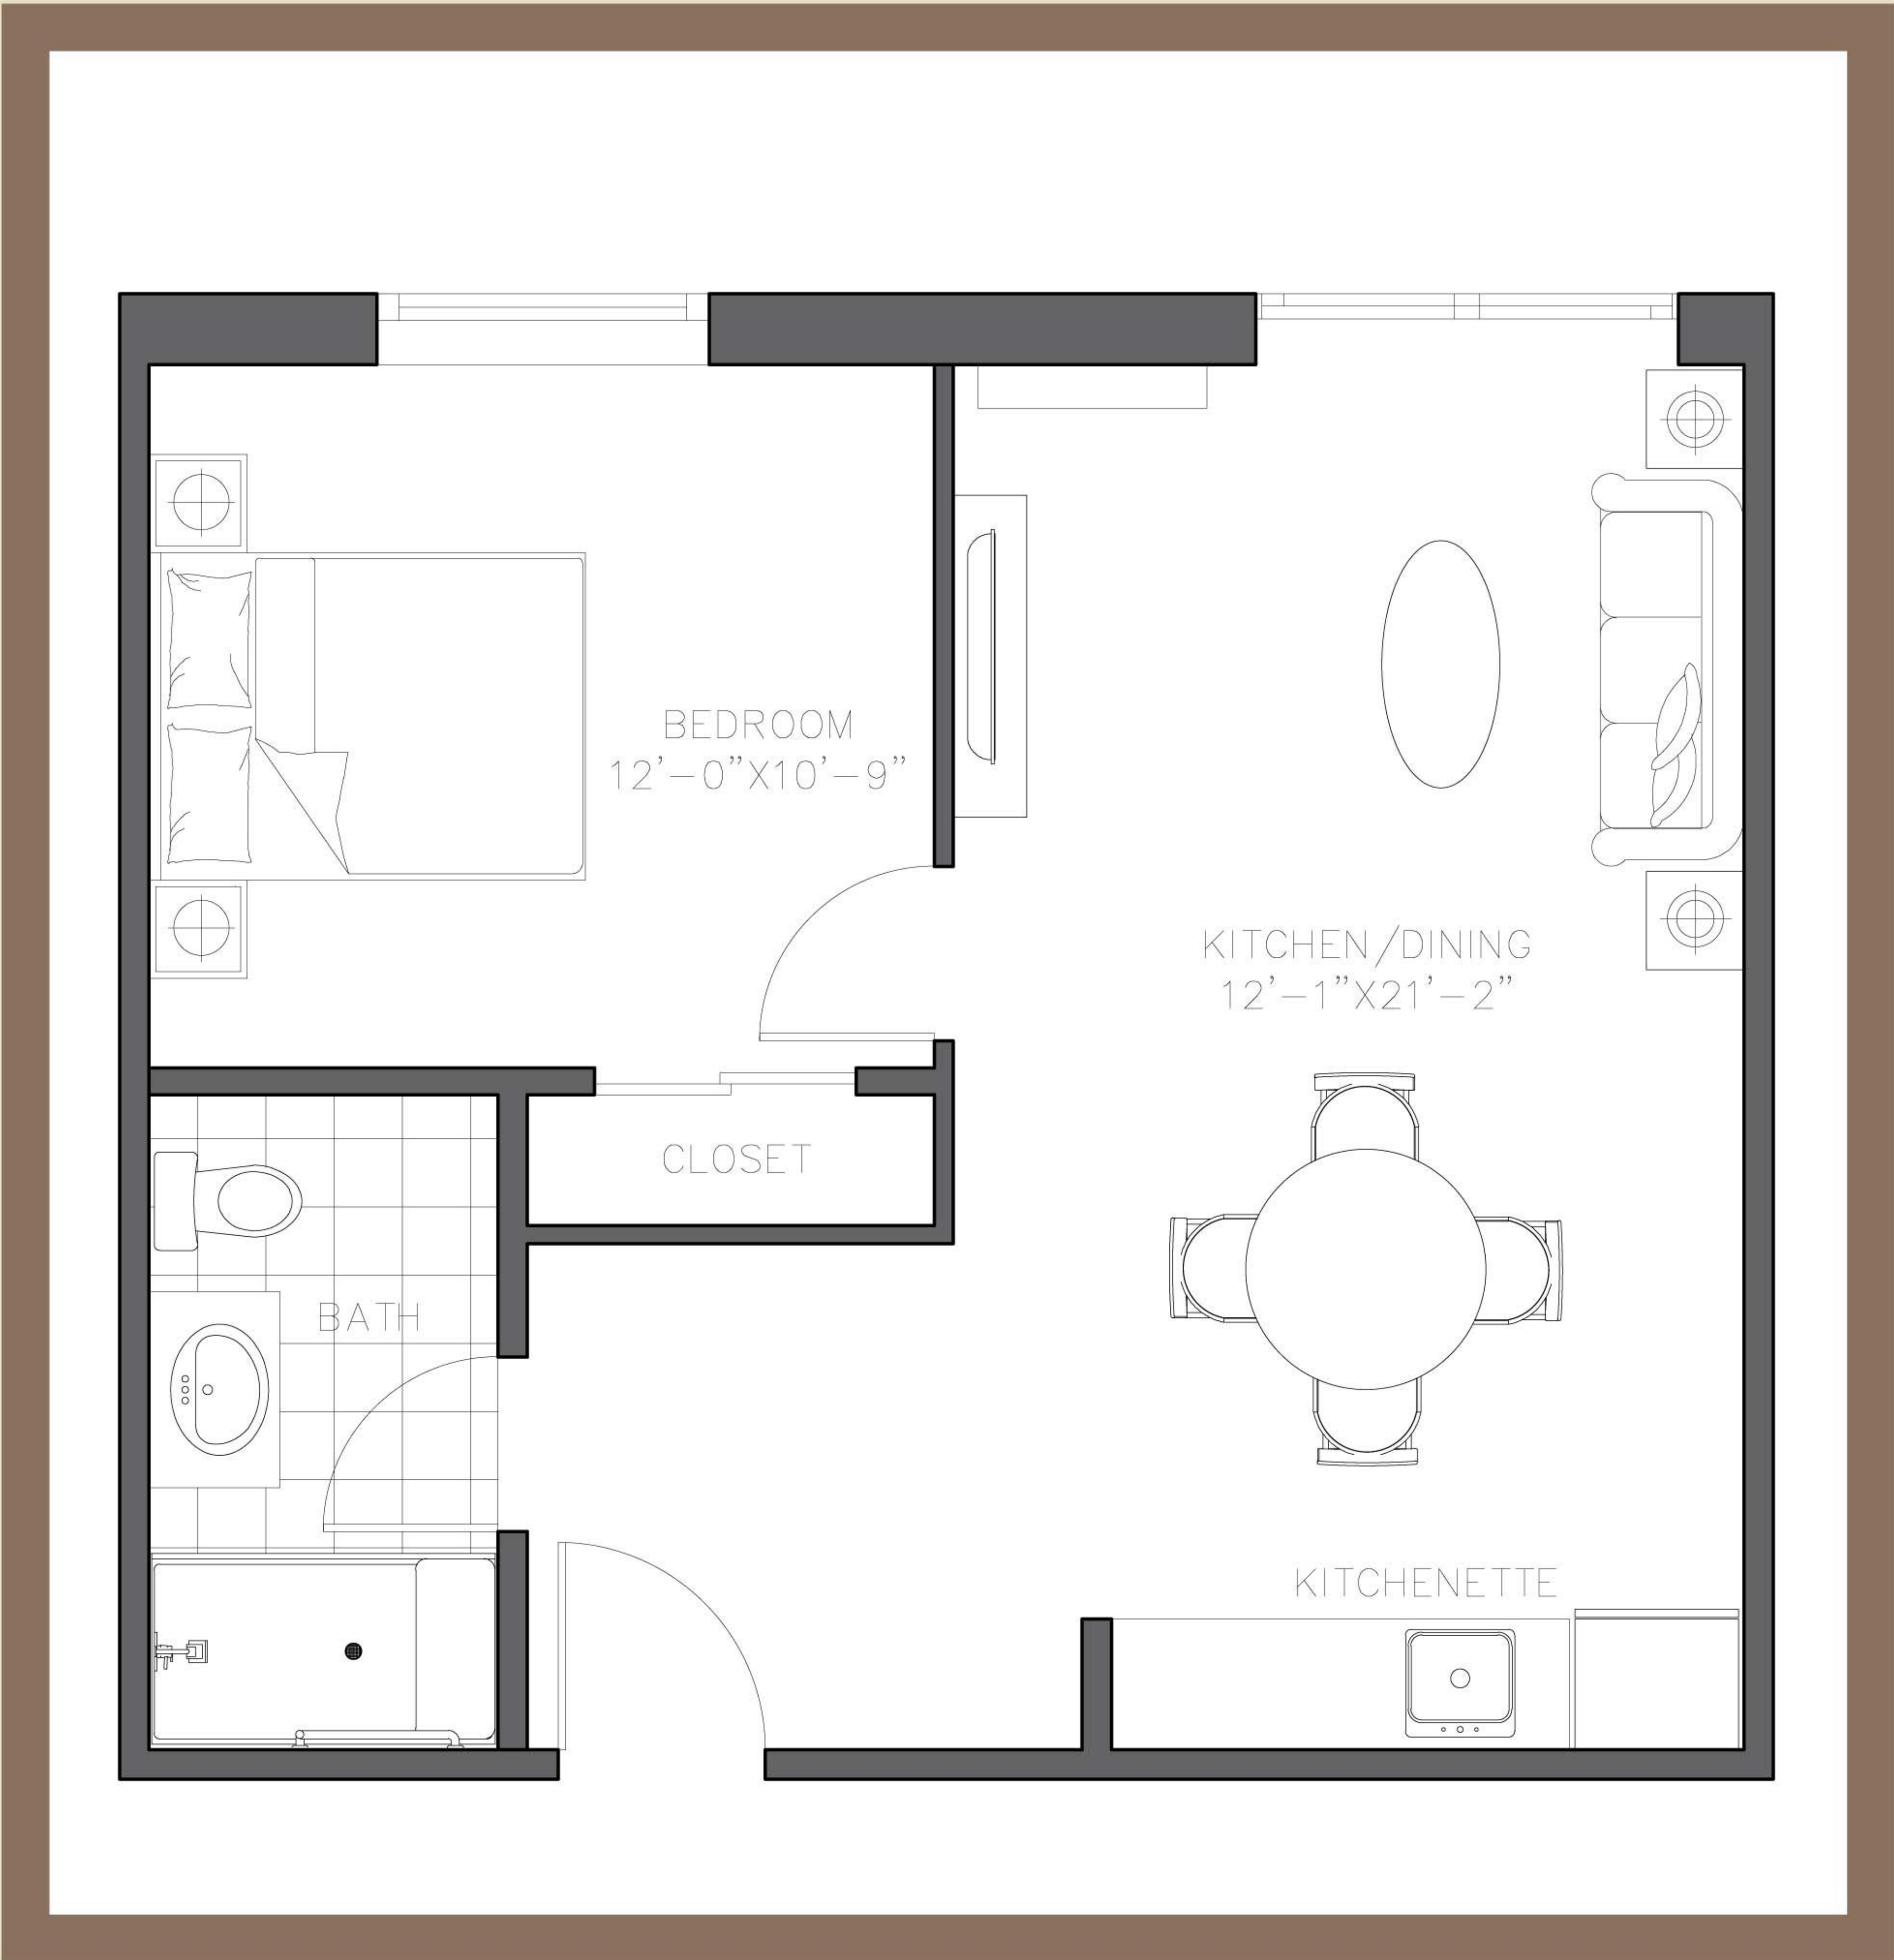 BEDROOM
12'-0"X10'-9"
KITCHEN/DINING
12'-1"X21'-2"
CLOSET
BATH
KITCHENETTE